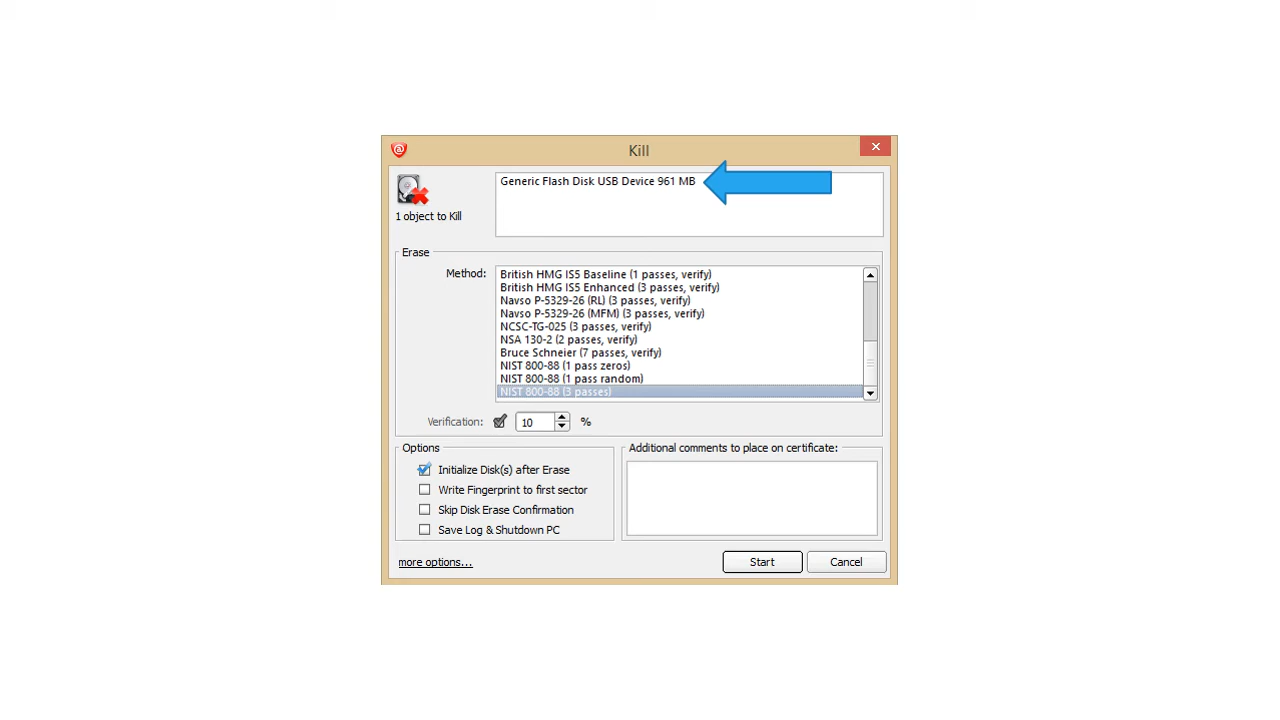 Kill
Generic Flash Disk USB Device 961 MB
1 object to Kill
Erase
Method:
British HMG IS5 Baseline (1 passes, verify)
British HMG IS5 Enhanced (3 passes, verify)
Navso P-5329-26 (RL) (3 passes, verify)
Navso P-5329-26 (MFM) (3 passes, verify)
NCSC-TG-025 (3 passes, verify)
NSA 130-2 (2 passes, verify)
Bruce Schneier (7 passes, verify)
NIST 800-88 (1 pass zeros)
NIST 800-88 (1 pass random)
NIST 800-88 (3 passes)
Verification: 10 %
Options
Initialize Disk(s) after Erase
Write Fingerprint to first sector
Skip Disk Erase Confirmation
Save Log & Shutdown PC
Additional comments to place on certificate:
more options...
Start
Cancel